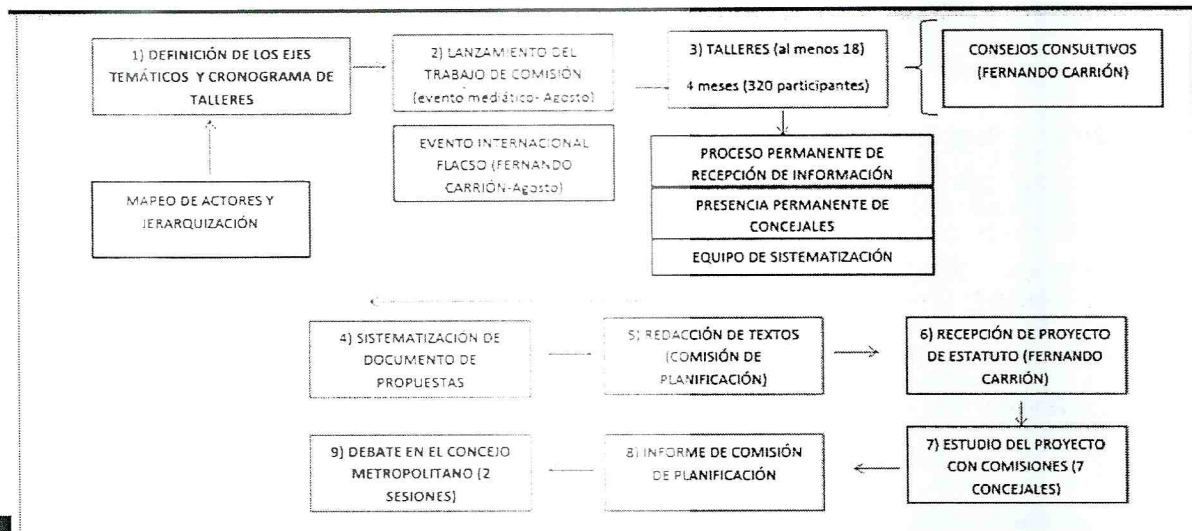 1) DEFINICIÓN DE LOS EJES
TEMÁTICOS Y CRONOGRAMA DE
TALLERES
2) LANZAMIENTO DEL
TRABAJO DE COMISIÓN
(evento mediático- Agosto)
3) TALLERES (al menos 18)
4 meses (320 participantes)
CONSEJOS CONSULTIVOS
(FERNANDO CARRIÓN)
EVENTO INTERNACIONAL
FLACSO (FERNANDO
CARRIÓN-Agosto)
MAPEO DE ACTORES Y
JERARQUIZACIÓN
PROCESO PERMANENTE DE
RECEPCIÓN DE INFORMACIÓN
PRESENCIA PERMANENTE DE
CONCEJALES
EQUIPO DE SISTEMATIZACIÓN
4) SISTEMATIZACIÓN DE
DOCUMENTO DE
PROPUESTAS
5) REDACCIÓN DE TEXTOS
(COMISIÓN DE
PLANIFICACIÓN)
6) RECEPCIÓN DE PROYECTO
DE ESTATUTO (FERNANDO
CARRIÓN)
9) DEBATE EN EL CONCEJO
METROPOLITANO (2
SESIONES)
8) INFORME DE COMISIÓN
DE PLANIFICACIÓN
7) ESTUDIO DEL PROYECTO
CON COMISIONES (7
CONCEJALES)